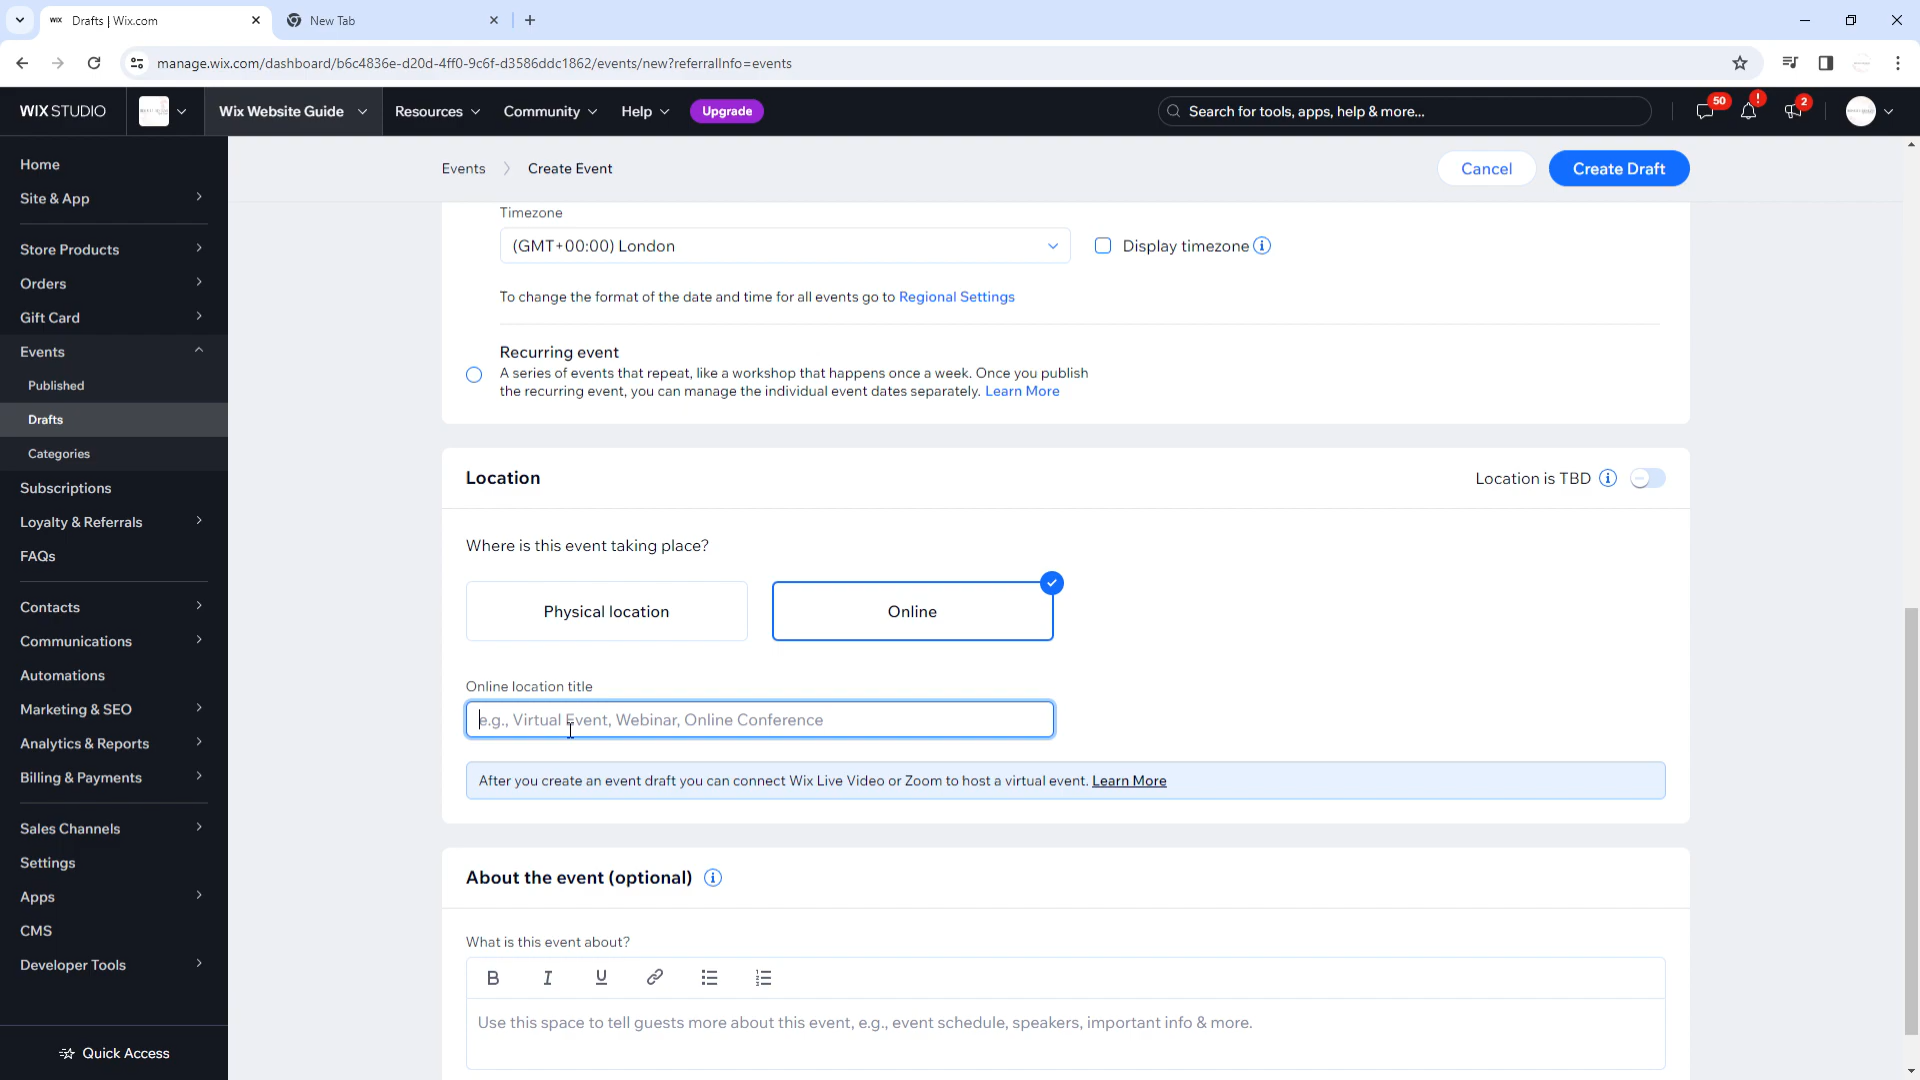 Drafts | Wix.com
New Tab
manage.wix.com/dashboard/b6c4836e-d20d-4ff0-9c6f-d3586ddc1862/events/new?referralInfo=events
WIX STUDIO
Wix Website Guide
Resources
Community
Help
Upgrade
Search for tools, apps, help & more...
50
!
2
Home
Site & App
Store Products
Orders
Gift Card
Events
Published
Drafts
Categories
Subscriptions
Loyalty & Referrals
FAQs
Contacts
Communications
Automations
Marketing & SEO
Analytics & Reports
Billing & Payments
Sales Channels
Settings
Apps
CMS
Developer Tools
Quick Access
Events
Create Event
Cancel
Create Draft
Timezone
(GMT+00:00) London
Display timezone
To change the format of the date and time for all events go to Regional Settings
Recurring event
A series of events that repeat, like a workshop that happens once a week. Once you publish
the recurring event, you can manage the individual event dates separately. Learn More
Location
Location is TBD
Where is this event taking place?
Physical location
Online
Online location title
e.g., Virtual Event, Webinar, Online Conference
After you create an event draft you can connect Wix Live Video or Zoom to host a virtual event. Learn More
About the event (optional)
What is this event about?
B I U
Use this space to tell guests more about this event, e.g., event schedule, speakers, important info & more.